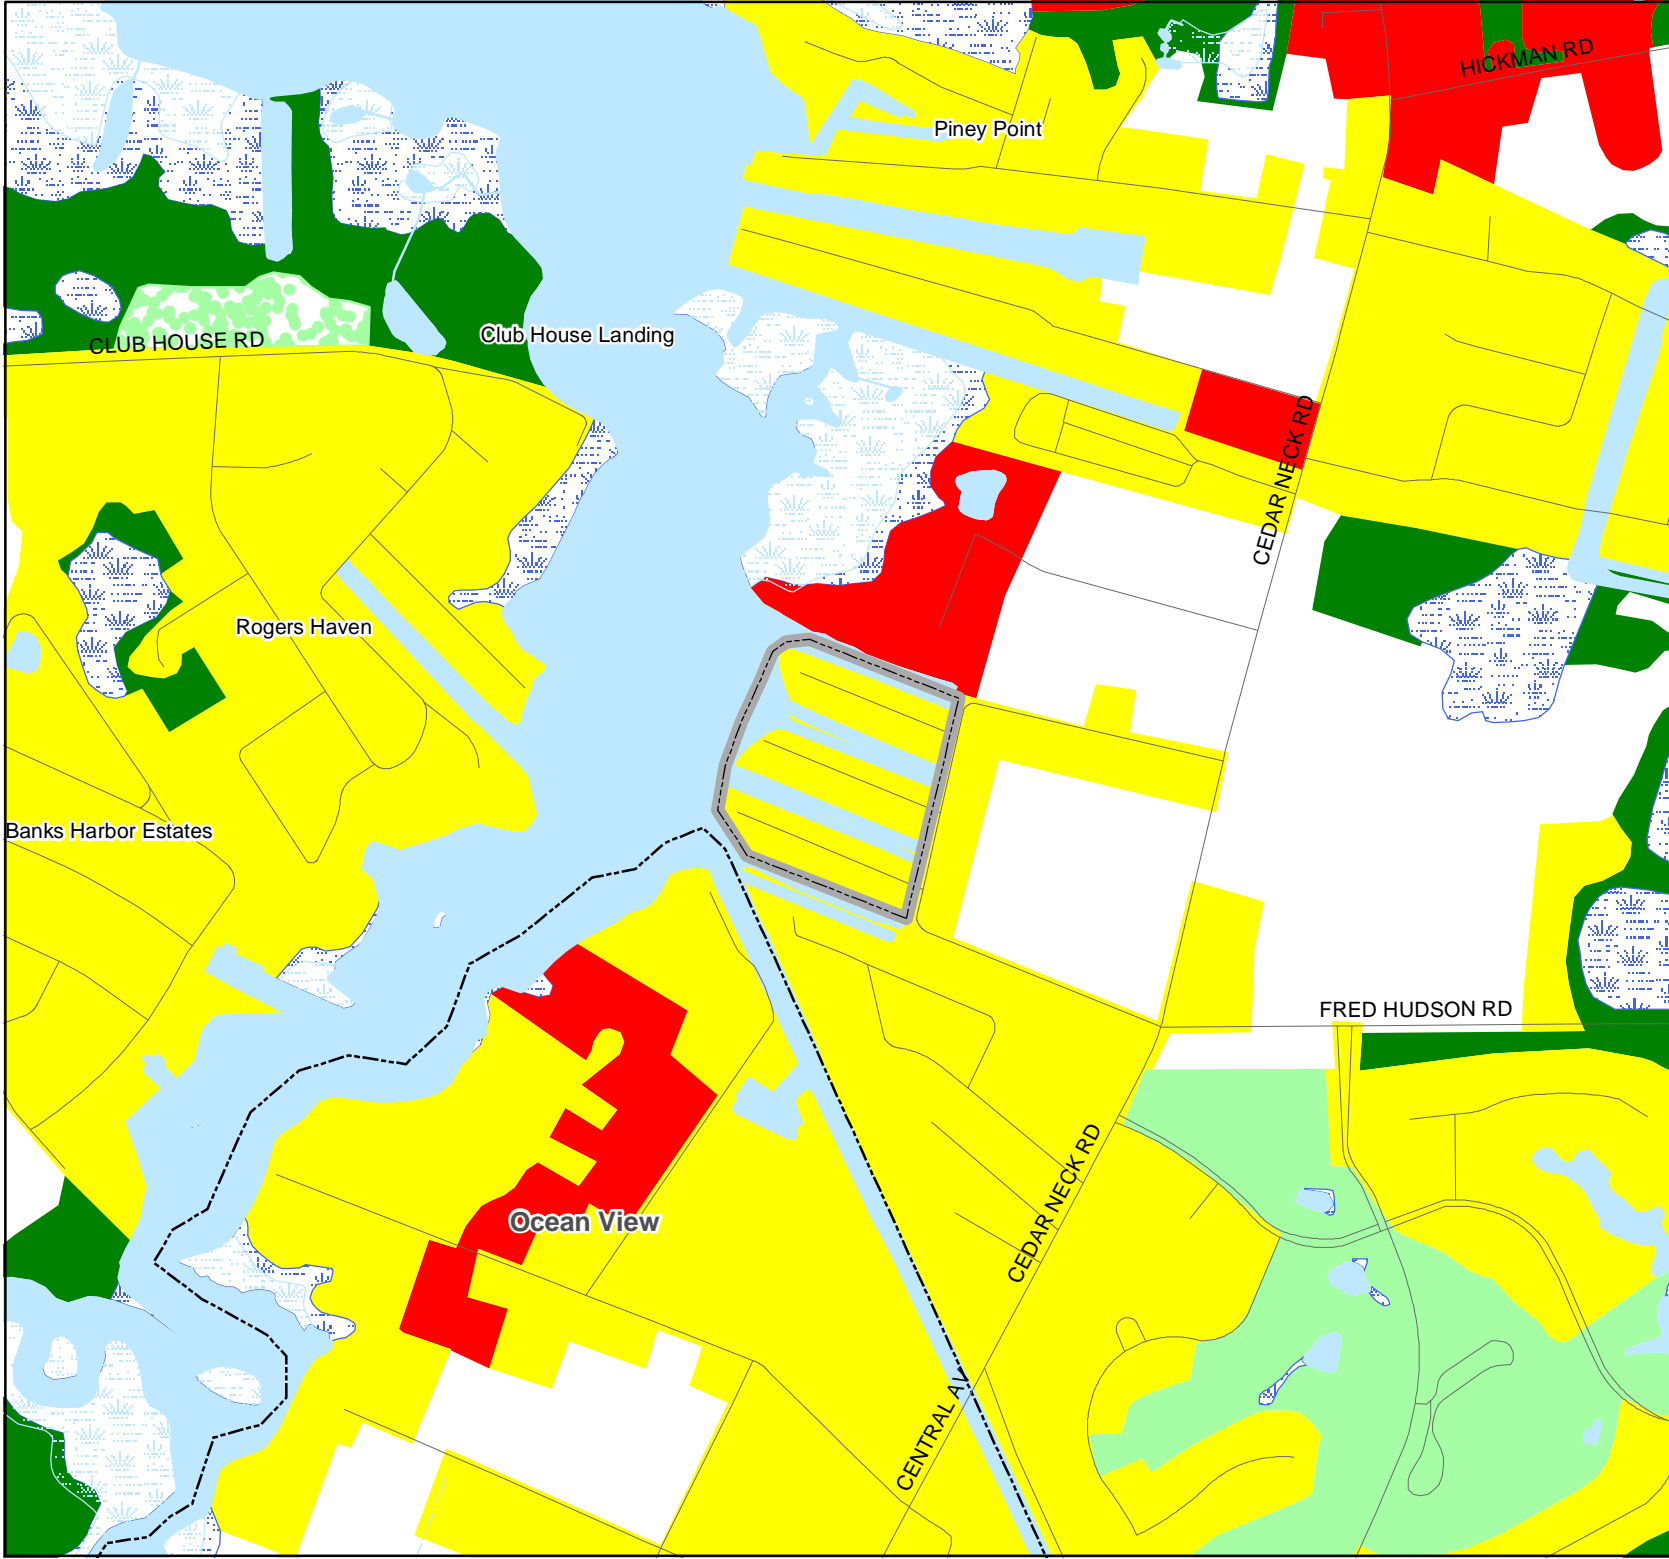 HICKMAN RD
Piney Point
CLUB HOUSE RD
Club House Landing
CEDAR NECK RD
Rogers Haven
Banks Harbor Estates
FRED HUDSON RD
CEDAR NECK RD
Ocean View
CENTRAL AV